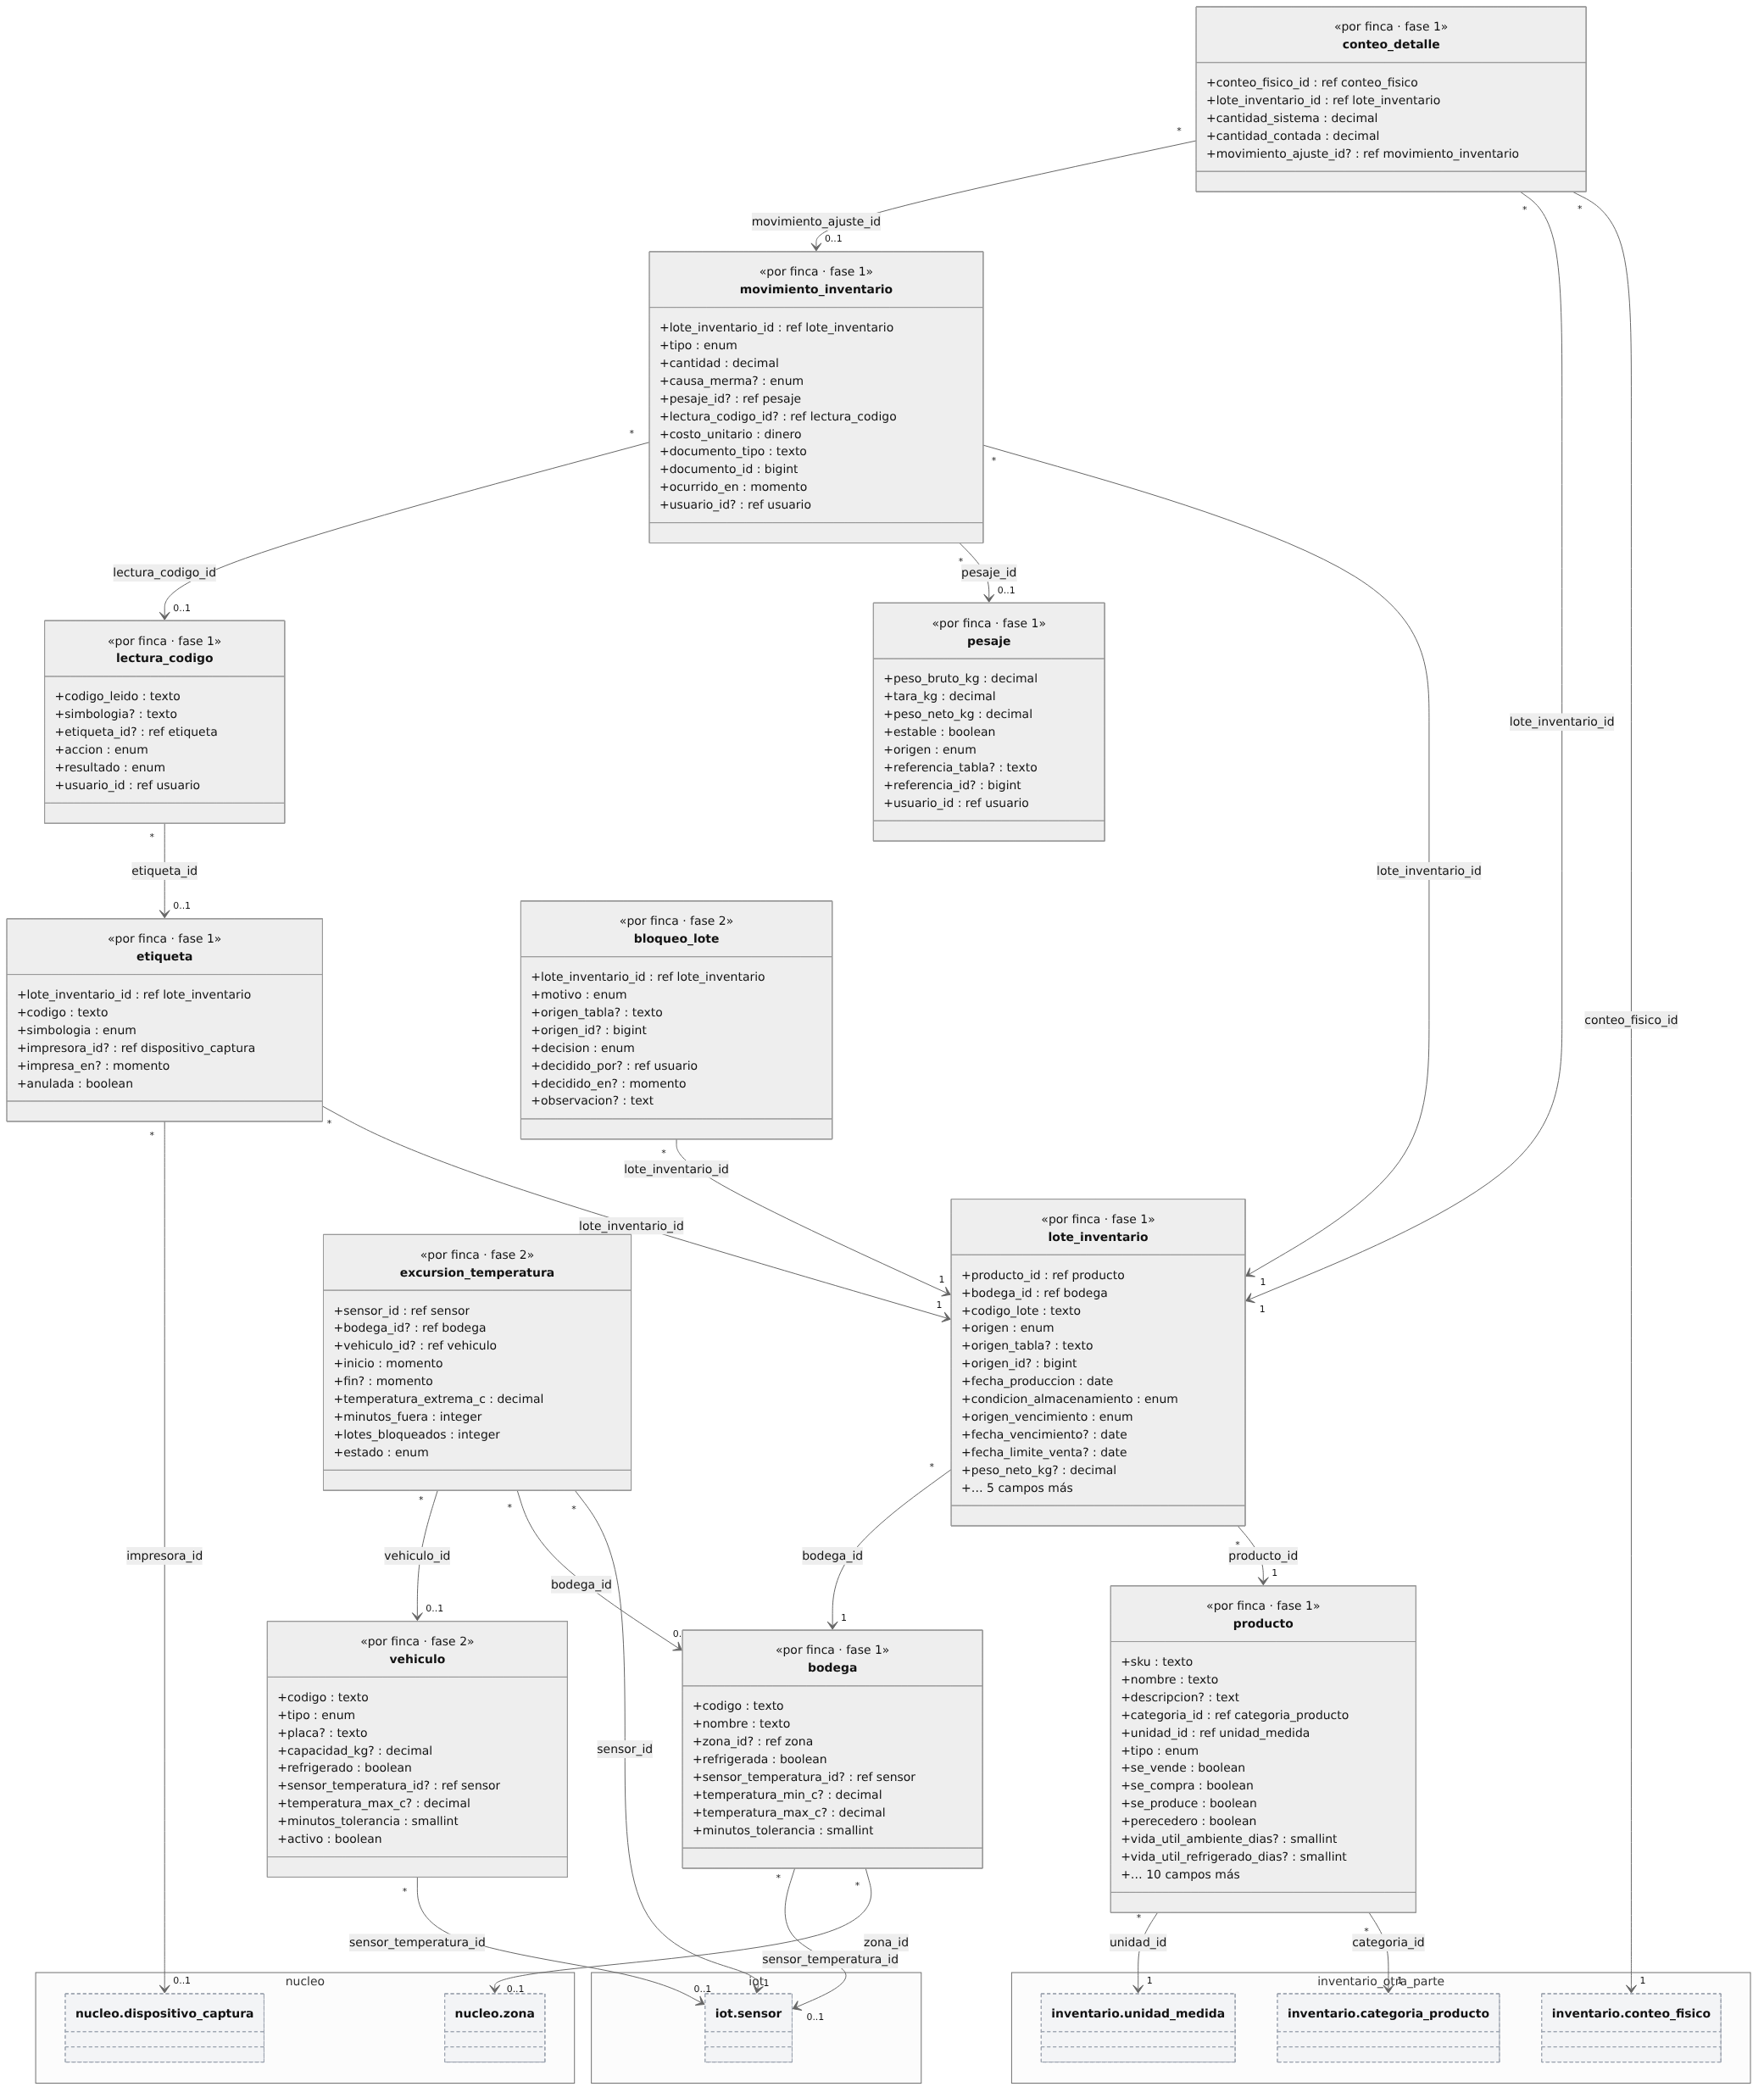 «por finca · fase 1»
conteo_detalle
+conteo_fisico_id : ref conteo_fisico
+lote_inventario_id : ref lote_inventario
+cantidad_sistema : decimal
+cantidad_contada : decimal
+movimiento_ajuste_id? : ref movimiento_inventario
*
*
*
movimiento_ajuste_id
0..1
«por finca · fase 1»
movimiento_inventario
+lote_inventario_id : ref lote_inventario
+tipo : enum
+cantidad : decimal
+causa_merma? : enum
+pesaje_id? : ref pesaje
+lectura_codigo_id? : ref lectura_codigo
+costo_unitario : dinero
+documento_tipo : texto
+documento_id : bigint
+ocurrido_en : momento
+usuario_id? : ref usuario
*
*
*
lectura_codigo_id
0..1
pesaje_id
0..1
«por finca · fase 1»
lectura_codigo
+codigo_leido : texto
+simbologia? : texto
+etiqueta_id? : ref etiqueta
+accion : enum
+resultado : enum
+usuario_id : ref usuario
«por finca · fase 1»
pesaje
+peso_bruto_kg : decimal
+tara_kg : decimal
+peso_neto_kg : decimal
+estable : boolean
+origen : enum
+referencia_tabla? : texto
+referencia_id? : bigint
+usuario_id : ref usuario
lote_inventario_id
*
etiqueta_id
0..1
lote_inventario_id
«por finca · fase 1»
etiqueta
+lote_inventario_id : ref lote_inventario
+codigo : texto
+simbologia : enum
+impresora_id? : ref dispositivo_captura
+impresa_en? : momento
+anulada : boolean
*
*
«por finca · fase 2»
bloqueo_lote
+lote_inventario_id : ref lote_inventario
+motivo : enum
+origen_tabla? : texto
+origen_id? : bigint
+decision : enum
+decidido_por? : ref usuario
+decidido_en? : momento
+observacion? : text
*
conteo_fisico_id
lote_inventario_id
lote_inventario_id
1
1
1
1
«por finca · fase 2»
excursion_temperatura
+sensor_id : ref sensor
+bodega_id? : ref bodega
+vehiculo_id? : ref vehiculo
+inicio : momento
+fin? : momento
+temperatura_extrema_c : decimal
+minutos_fuera : integer
+lotes_bloqueados : integer
+estado : enum
*
*
*
«por finca · fase 1»
lote_inventario
+producto_id : ref producto
+bodega_id : ref bodega
+codigo_lote : texto
+origen : enum
+origen_tabla? : texto
+origen_id? : bigint
+fecha_produccion : date
+condicion_almacenamiento : enum
+origen_vencimiento : enum
+fecha_vencimiento? : date
+fecha_limite_venta? : date
+peso_neto_kg? : decimal
+... 5 campos más
*
*
impresora_id
vehiculo_id
0..1
bodega_id
0.
bodega_id
1
producto_id
1
«por finca · fase 2»
vehiculo
+codigo : texto
+tipo : enum
+placa? : texto
+capacidad_kg? : decimal
+refrigerado : boolean
+sensor_temperatura_id? : ref sensor
+temperatura_max_c? : decimal
+minutos_tolerancia : smallint
+activo : boolean
*
sensor_id
«por finca · fase 1»
bodega
+codigo : texto
+nombre : texto
+zona_id? : ref zona
+refrigerada : boolean
+sensor_temperatura_id? : ref sensor
+temperatura_min_c? : decimal
+temperatura_max_c? : decimal
+minutos_tolerancia : smallint
*
*
«por finca · fase 1»
producto
+sku : texto
+nombre : texto
+descripcion? : text
+categoria_id : ref categoria_producto
+unidad_id : ref unidad_medida
+tipo : enum
+se_vende : boolean
+se_compra : boolean
+se_produce : boolean
+perecedero : boolean
+vida_util_ambiente_dias? : smallint
+vida_util_refrigerado_dias? : smallint
+... 10 campos más
*
*
sensor_temperatura_id
zona_id
sensor_temperatura_id
unidad_id
categoria_id
nucleo
0..1
0..1
nucleo.dispositivo_captura
nucleo.zona
iot
0..1
1
0..1
iot.sensor
inventario_otra_parte
1
1
1
inventario.unidad_medida
inventario.categoria_producto
inventario.conteo_fisico